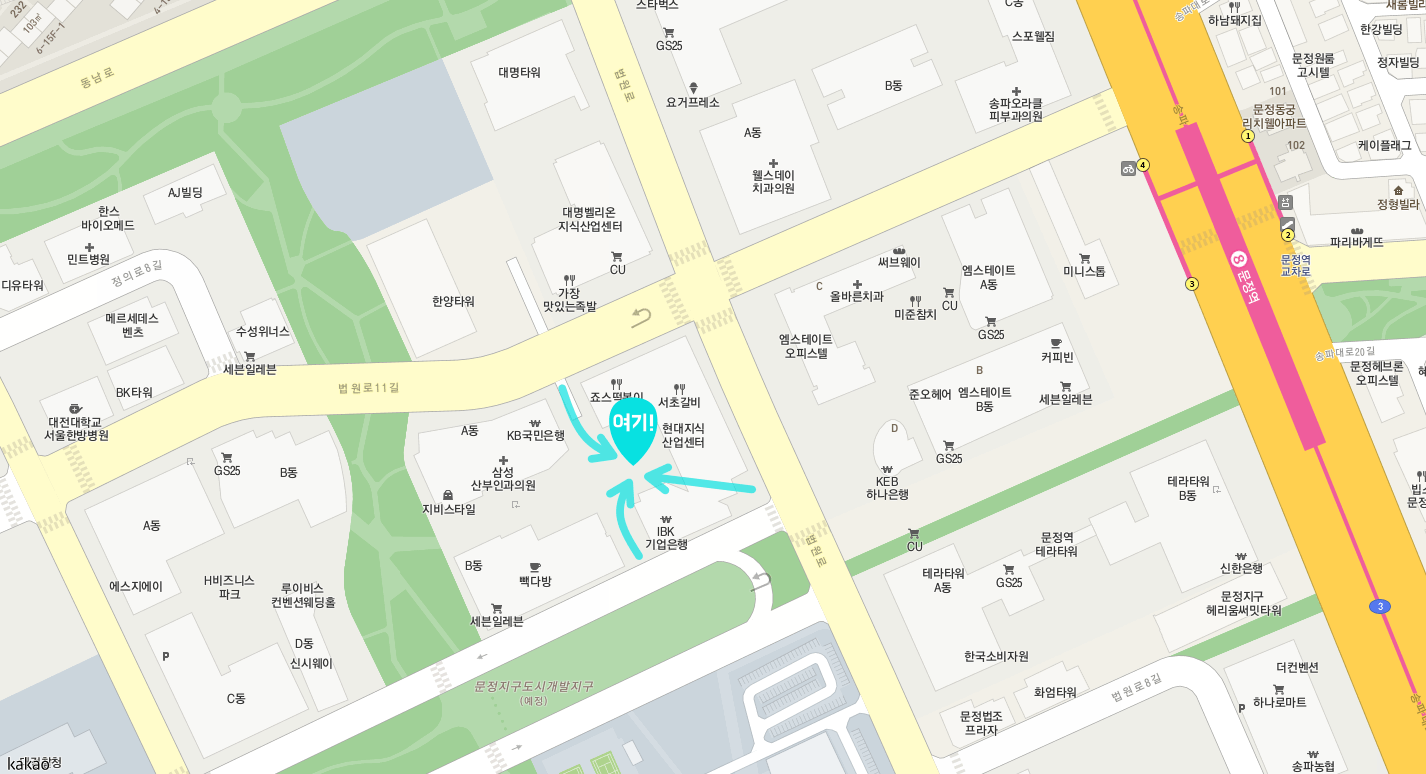 232
103㎡
6-15F-1
동남로
대명타워
법원로
스타벅스
GS25
요거프레소
C동
스포웰짐
B동
송파오라클
피부과의원
A동
웰스데이
치과의원
하남돼지집
한강빌딩
정자빌딩
문정원룸
고시텔
101
문정동궁
리치웰아파트
102
케이플래그
정형빌라
파리바게뜨
1
4
2
3
문정역
교차로
8 문정역
AJ빌딩
한스
바이오메드
민트병원
디유타워
정의로8길
메르세데스
벤츠
수성위너스
세븐일레븐
BK타워
대전대학교
서울한방병원
한양타워
대명벨리온
지식산업센터
CU
가장
맛있는족발
법원로11길
써브웨이
C
올바른치과
미준참치
CU
엠스테이트
A동
GS25
미니스톱
엠스테이트
오피스텔
커피빈
B
준오헤어
엠스테이트
B동
세븐일레븐
D
GS25
KEB
하나은행
송파대로20길
문정헤브론
오피스텔
죠스떡볶이
서초갈비
여기!
현대지식
산업센터
A동
KB국민은행
삼성
산부인과의원
지비스타일
IBK
기업은행
B동
빽다방
세븐일레븐
GS25
B동
A동
에스지에이
H비즈니스
파크
루이비스
컨벤션웨딩홀
D동
신시웨이
P
C동
문정지구도시개발지구
(예정)
법원로
CU
테라타워
A동
GS25
문정역
테라타워
테라타워
B동
신한은행
문정지구
헤리움써밋타워
3
한국소비자원
화엄타워
문정법조
프라자
법원로8길
더컨벤션
하나로마트
P
송파농협
kakao